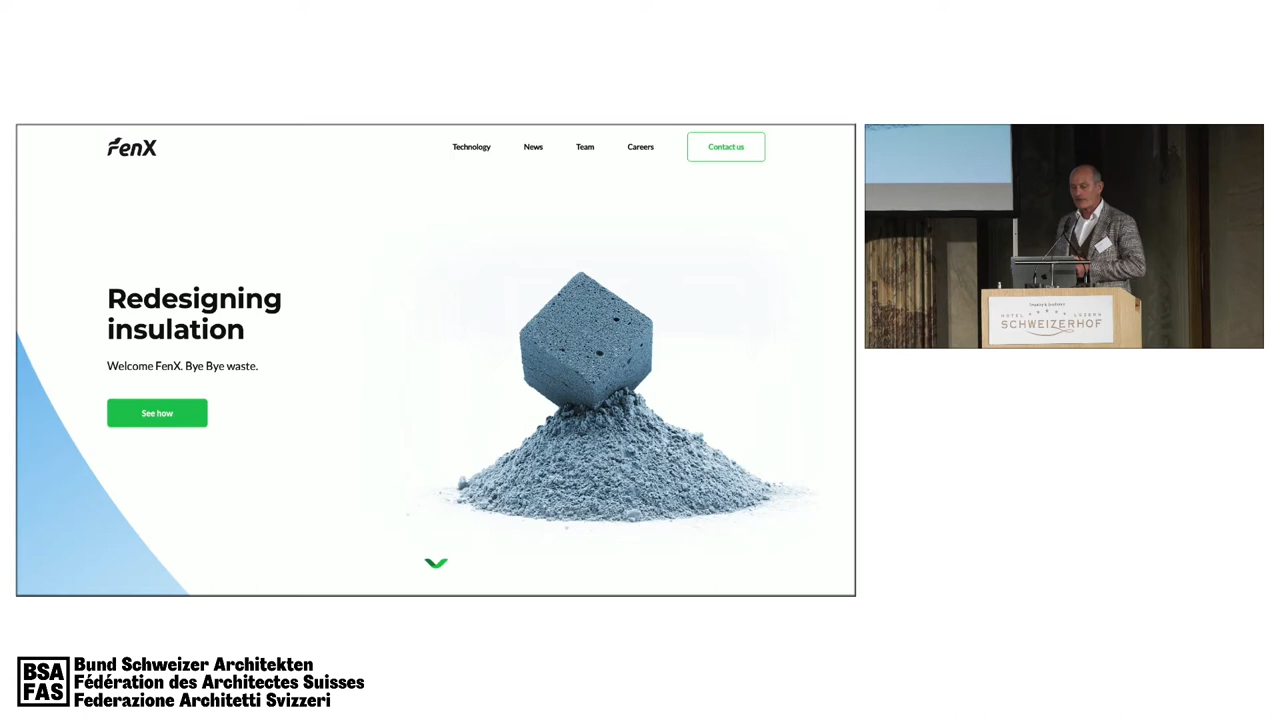 FenX
Technology
News
Team
Careers
Contact us
Redesigning
insulation
Welcome FenX. Bye Bye waste.
See how
HOTEL LUZERN
SCHWEIZERHOF
BSA
FAS
Bund Schweizer Architekten
Fédération des Architectes Suisses
Federazione Architetti Svizzeri